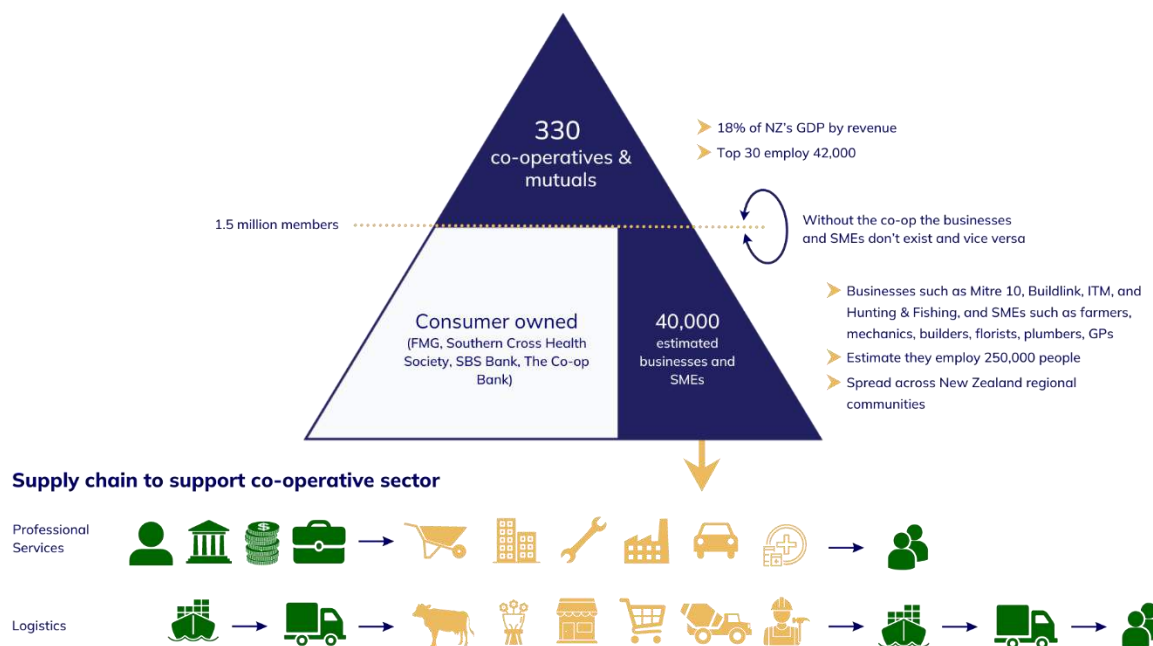 330
co-operatives &
mutuals
18% of NZ's GDP by revenue
Top 30 employ 42,000
1.5 million members
Without the co-op the businesses
and SMEs don't exist and vice versa
Consumer owned
(FMG, Southern Cross Health
Society, SBS Bank, The Co-op
Bank)
40,000
estimated
businesses and
SMEs
Businesses such as Mitre 10, Buildlink, ITM, and
Hunting & Fishing, and SMEs such as farmers,
mechanics, builders, florists, plumbers, GPs
Estimate they employ 250,000 people
Spread across New Zealand regional
communities
Supply chain to support co-operative sector
Professional
Services
$
Logistics